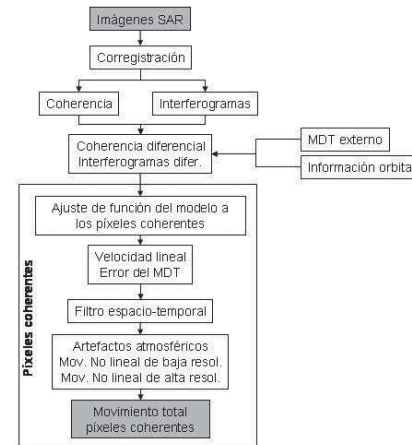 Imágenes SAR
Corregistración
Coherencia
Interferogramas
Coherencia diferencial
Interferogramas difer.
MDT externo
Información orbital
Píxeles coherentes
Ajuste de función del modelo a
los píxeles coherentes
Velocidad lineal
Error del MDT
Filtro espacio-temporal
Artefactos atmosféricos
Mov. No lineal de baja resol.
Mov. No lineal de alta resol.
Movimiento total
píxeles coherentes